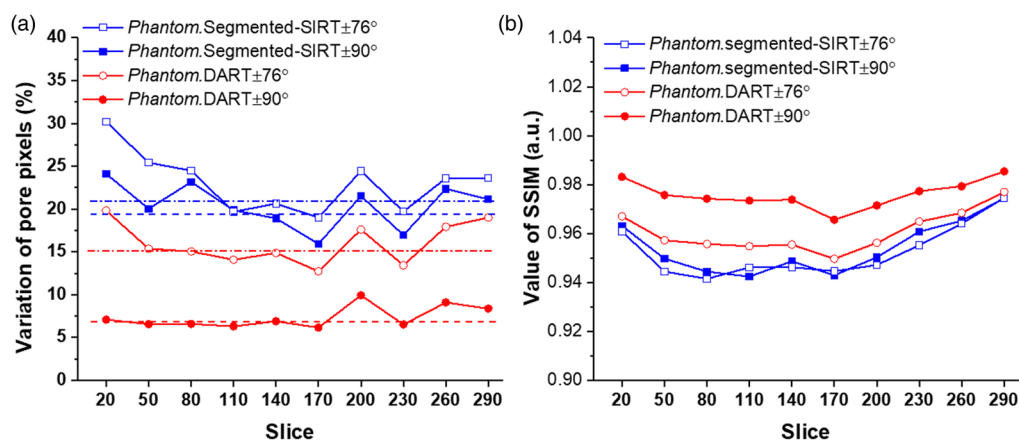 (a)
Phantom.Segmented-SIRT±76°
Phantom.Segmented-SIRT±90°
Phantom.DART±76°
Phantom.DART±90°
Variation of pore pixels (%)
40
35
30
25
20
15
10
5
0
20 50 80 110 140 170 200 230 260 290
Slice
(b)
Phantom.segmented-SIRT±76°
Phantom.segmented-SIRT±90°
Phantom.DART±76°
Phantom.DART±90°
Value of SSIM (a.u.)
1.04
1.02
1.00
0.98
0.96
0.94
0.92
0.90
20 50 80 110 140 170 200 230 260 290
Slice